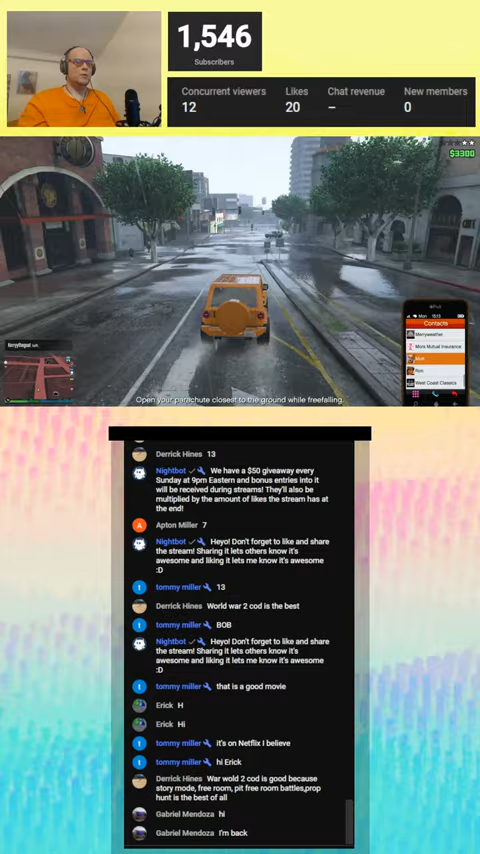 1,546
Subscribers
Concurrent viewers
12
Likes
20
Chat revenue
–
New members
0
$3300
left.
Mon
15:13
Contacts
Merryweather
Mors Mutual Insurance
Ron
West Coast Classics
Open your parachute closest to the ground while freefalling.
Derrick Hines 13
Nightbot We have a $50 giveaway every
Sunday at 9pm Eastern and bonus entries into
it will be received during streams! They'll also be
multiplied by the amount of likes the stream has at
the end!
A Apton Miller 7
Nightbot Heyo! Don't forget to like and share
the stream! Sharing it lets others know it's
awesome and liking it lets me know it's awesome
:D
t tommy miller 13
Derrick Hines World war 2 cod is the best
t tommy miller BOB
Nightbot Heyo! Don't forget to like and share
the stream! Sharing it lets others know it's
awesome and liking it lets me know it's awesome
:D
t tommy miller that is a good movie
Erick H
Erick Hi
t tommy miller it's on Netflix I believe
t tommy miller hi Erick
Derrick Hines War wold 2 cod is good because
story mode, free room, pit free room battles,prop
hunt is the best of all
Gabriel Mendoza hi
Gabriel Mendoza I'm back